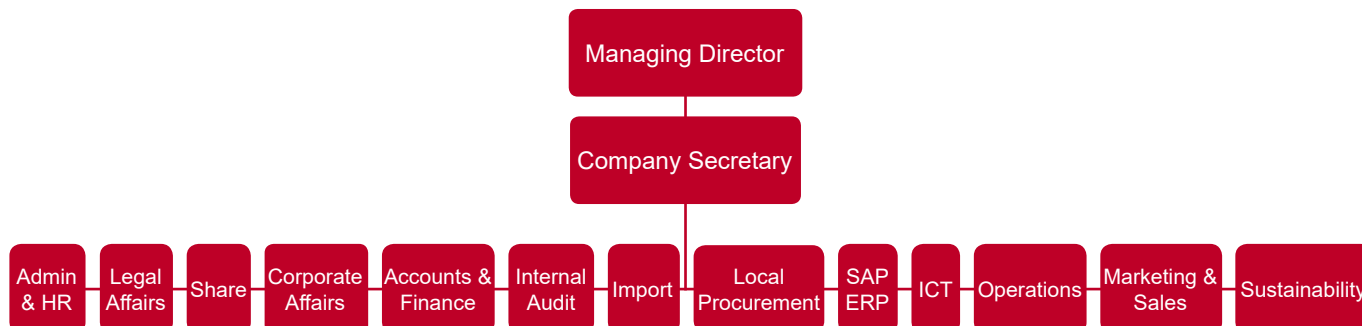 Managing Director
Company Secretary
Admin
& HR
Legal
Affairs
Share
Corporate
Affairs
Accounts &
Finance
Internal
Audit
Import
Local
Procurement
SAP
ERP
ICT
Operations
Marketing &
Sales
Sustainability